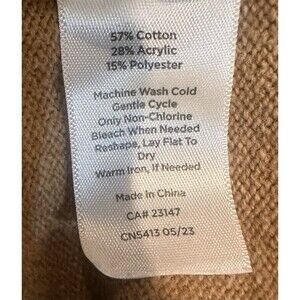 57% Cotton
28% Acrylic
15% Polyester
Machine Wash Cold
Gentle Cycle
Only Non-Chlorine
Bleach When Needed
Reshape, Lay Flat To
Dry
Warm Iron, If Needed
Made In China
CA# 23147
CN5413 05/23